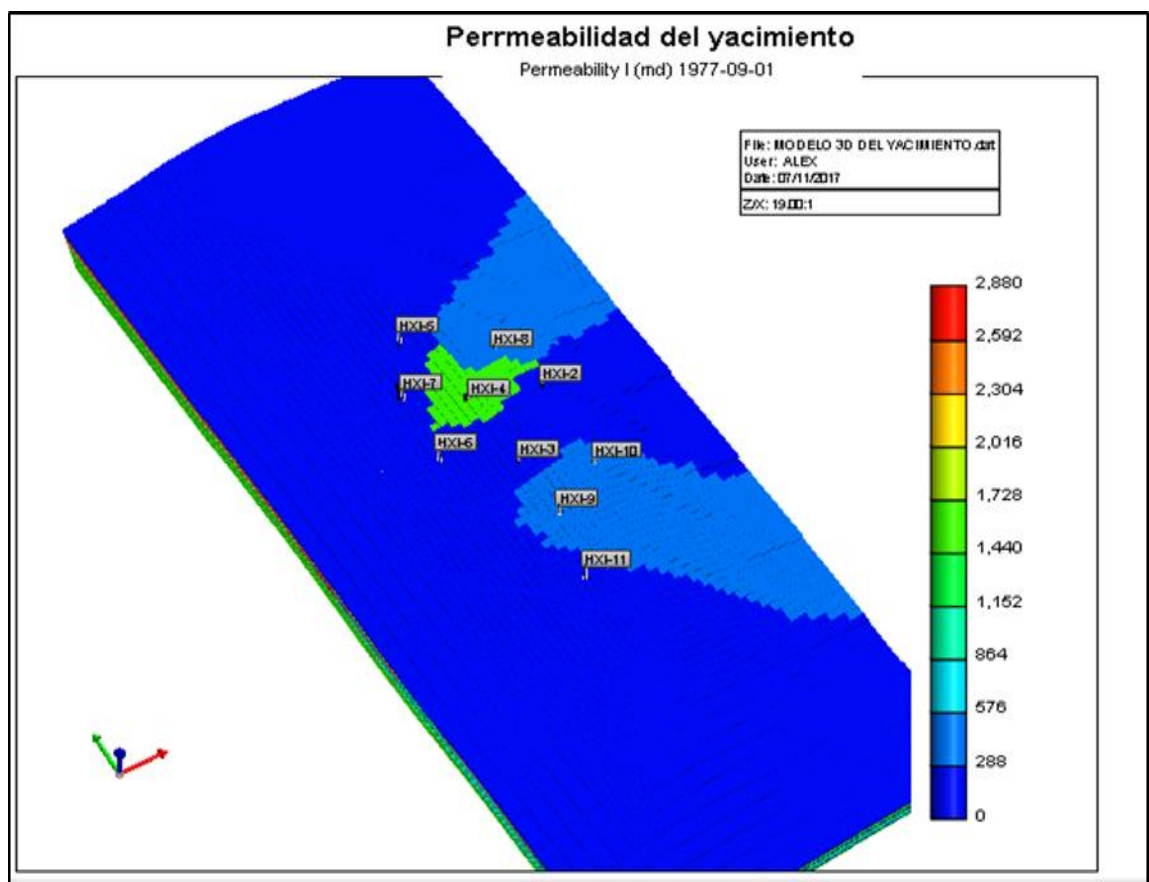 Perrmeabilidad del yacimiento
Permeability I (md) 1977-09-01
File: MODELO 3D DEL YACIMIENTO.dat
User: ALEX
Date: 07/11/2017
Z/X: 19.00:1
HXI-5
HXI-8
HXI-7
HXI-4
HXI-2
HXI-6
HXI-3
HXI-10
HXI-9
HXI-11
2,880
2,592
2,304
2,016
1,728
1,440
1,152
864
576
288
0